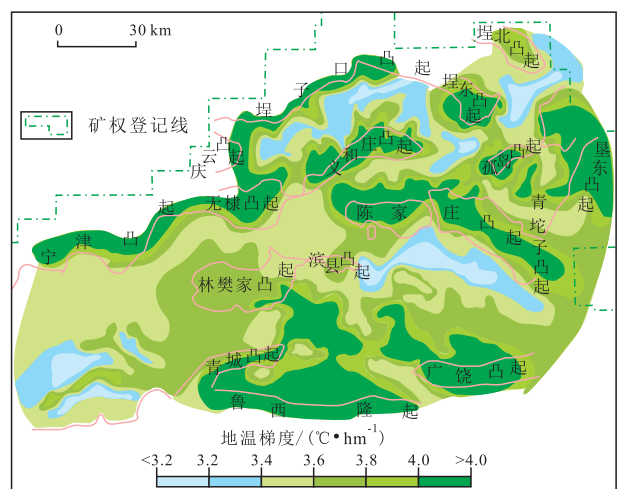 0 30 km
矿权登记线
埕北凸起
埕子口凸起
埕东凸起
庆云凸起
义和庄凸起
孤岛凸起
垦东凸起
无棣凸起
陈家庄凸起
青坨子凸起
宁津凸起
滨县凸起
林樊家凸起
青城凸起
广饶凸起
鲁西隆起
地温梯度/(℃•hm⁻¹)
<3.2 3.2 3.4 3.6 3.8 4.0 >4.0